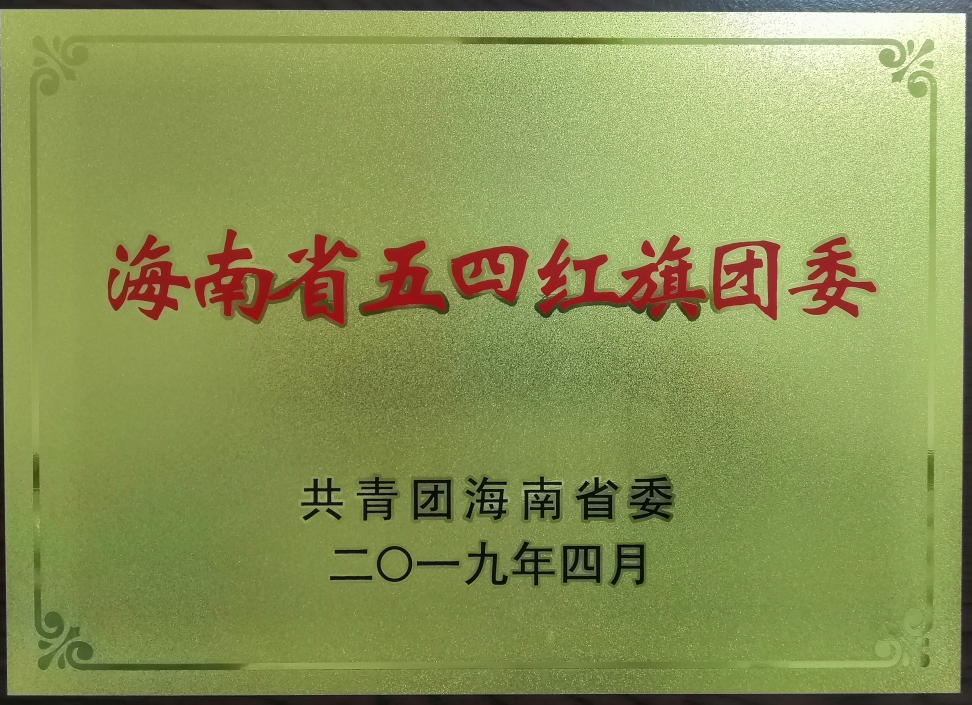 海南省五四红旗团委
共青团海南省委
二〇一九年四月